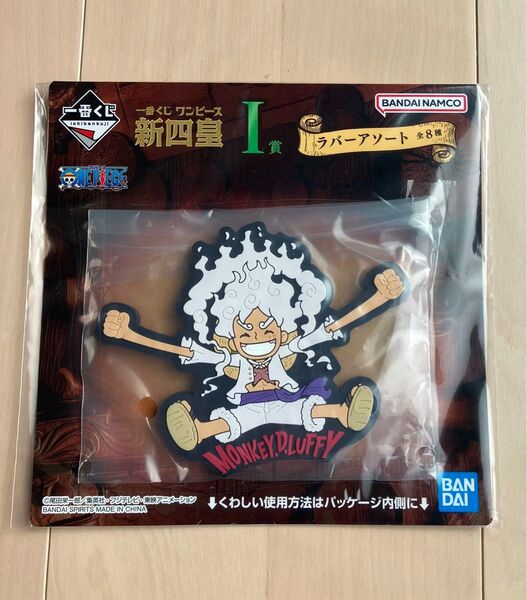 一番くじ
ichibankuji
一番くじ ワンピース
新四皇
I賞
ラバーアソート 全8種
BANDAI NAMCO
ONE PIECE
MONKEY.D.LUFFY
©尾田栄一郎/集英社・フジテレビ・東映アニメーション
BANDAI SPIRITS MADE IN CHINA
↓くわしい使用方法はパッケージ内側に↓
BAN
DAI